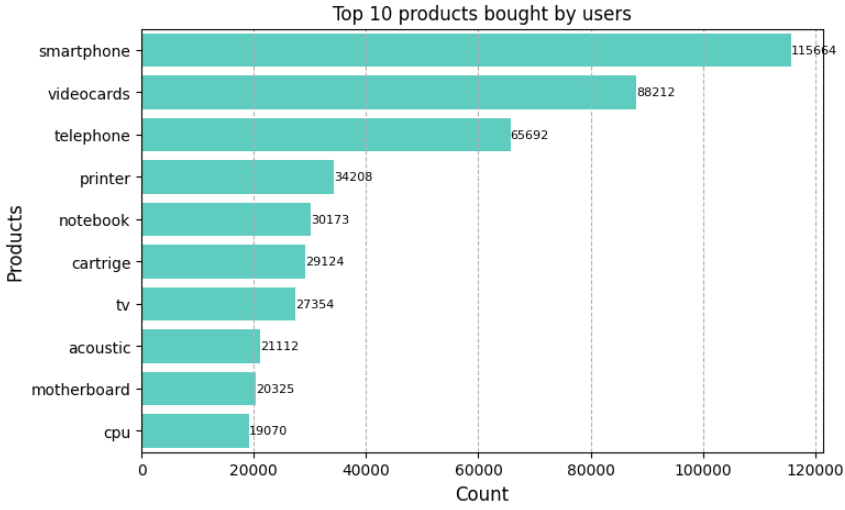 Top 10 products bought by users
Products
smartphone 115664
videocards 88212
telephone 65692
printer 34208
notebook 30173
cartrige 29124
tv 27354
acoustic 21112
motherboard 20325
cpu 19070
0 20000 40000 60000 80000 100000 120000
Count